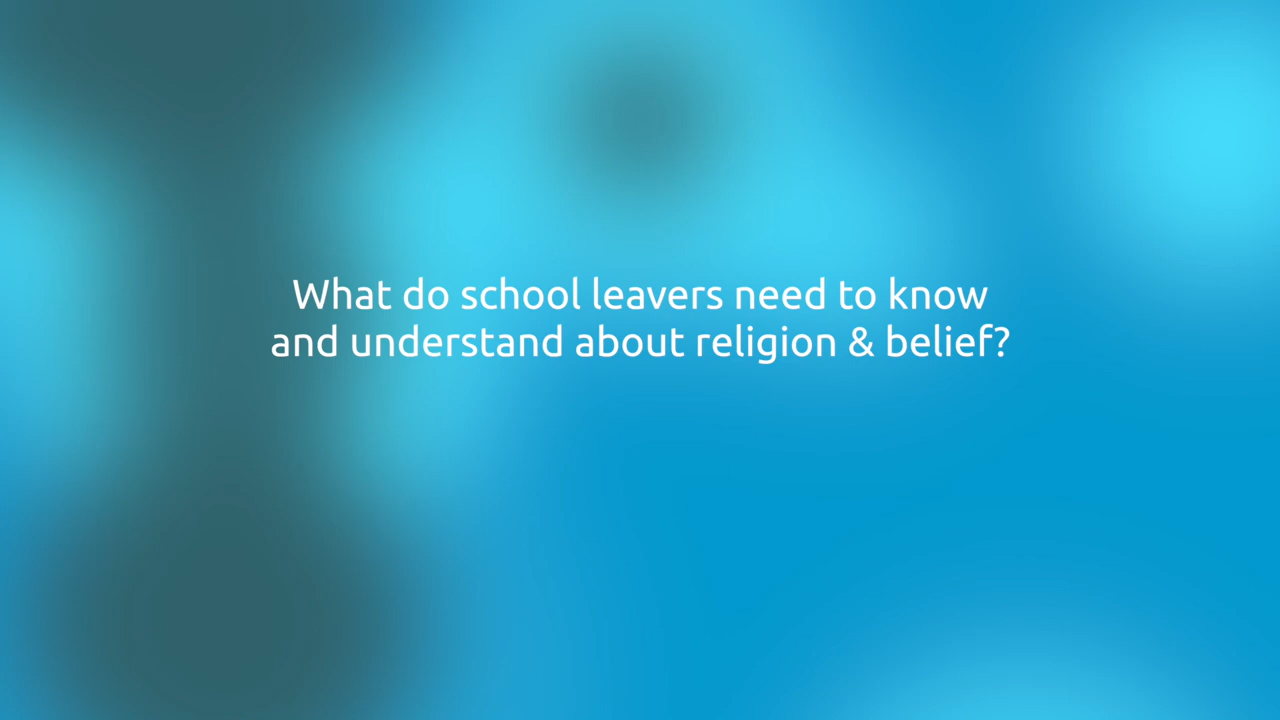 What do school leavers need to know
and understand about religion & belief?